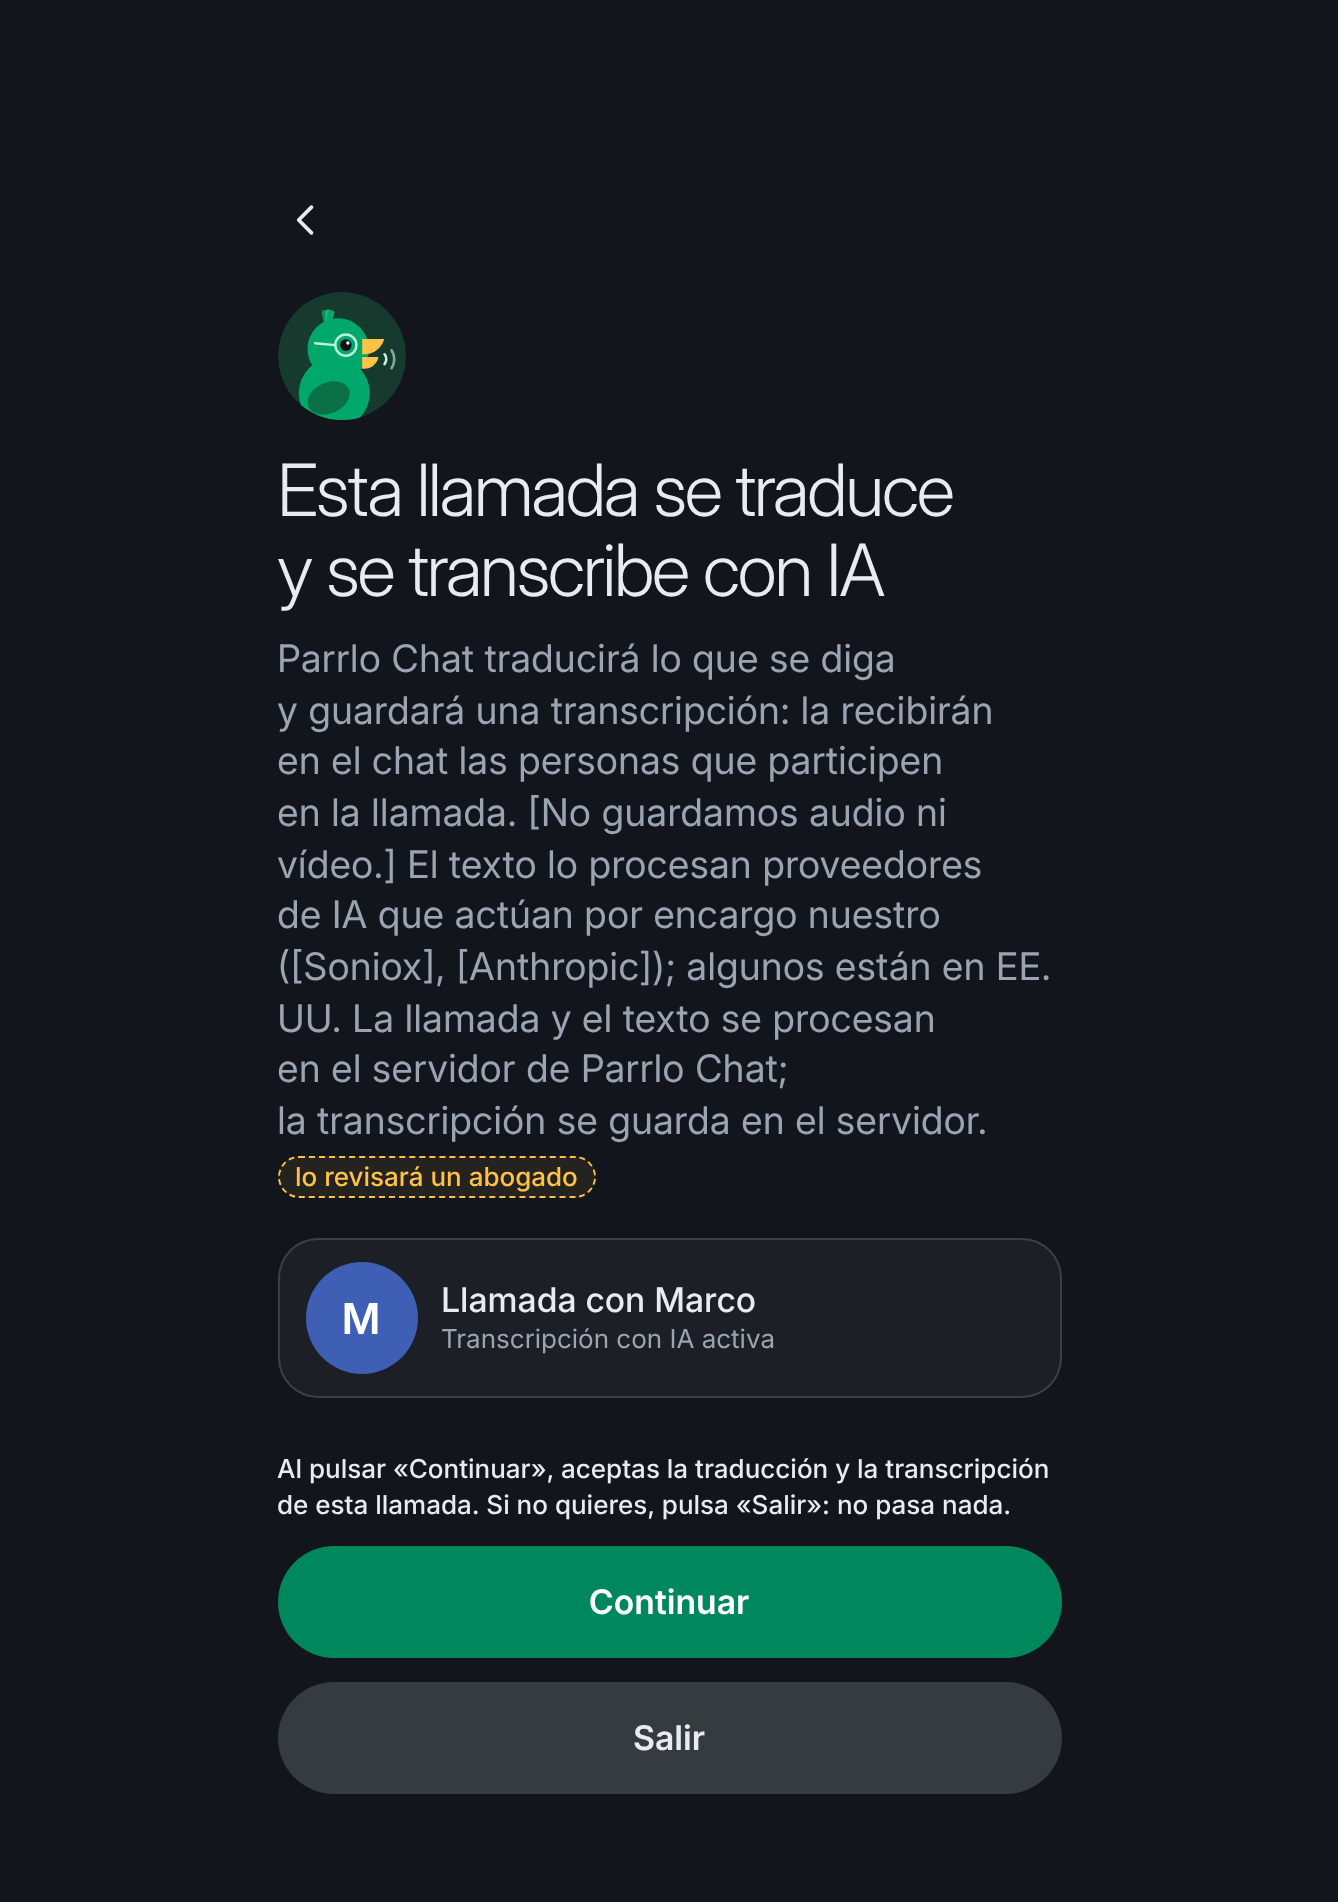 Esta llamada se traduce
y se transcribe con IA
Parrlo Chat traducirá lo que se diga
y guardará una transcripción: la recibirán
en el chat las personas que participen
en la llamada. [No guardamos audio ni
vídeo.] El texto lo procesan proveedores
de IA que actúan por encargo nuestro
([Soniox], [Anthropic]); algunos están en EE.
UU. La llamada y el texto se procesan
en el servidor de Parrlo Chat;
la transcripción se guarda en el servidor.
lo revisará un abogado
M
Llamada con Marco
Transcripción con IA activa
Al pulsar «Continuar», aceptas la traducción y la transcripción
de esta llamada. Si no quieres, pulsa «Salir»: no pasa nada.
Continuar
Salir